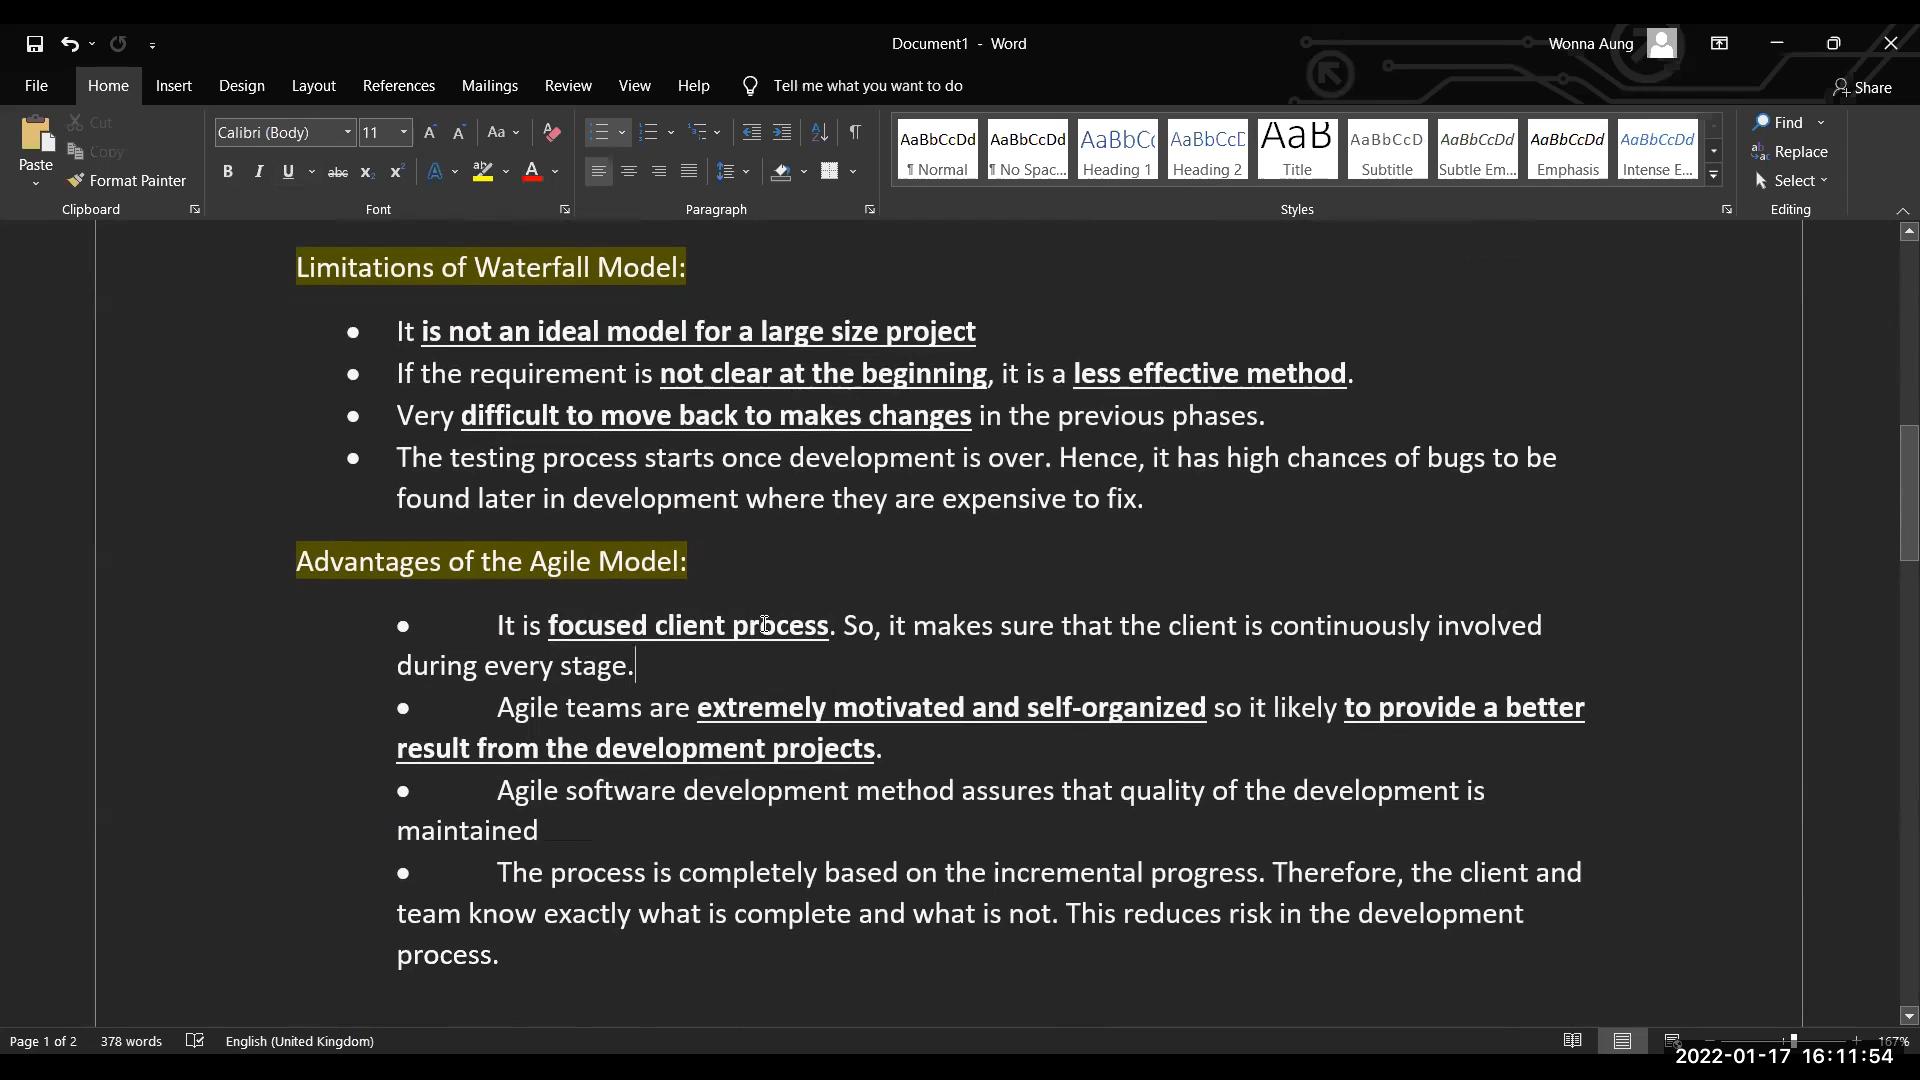 Document1 - Word
Wonna Aung
File Home Insert Design Layout References Mailings Review View Help Tell me what you want to do
Share
Paste
Cut
Copy
Format Painter
Clipboard
Calibri (Body) 11
Font
Paragraph
AaBbCcDd AaBbCcDd AaBbCc AaBbCcE AaB AaBbCcD AaBbCcDd AaBbCcDd AaBbCcDd
¶ Normal ¶ No Spac... Heading 1 Heading 2 Title Subtitle Subtle Em... Emphasis Intense E...
Styles
Find
Replace
Select
Editing
Limitations of Waterfall Model:
• It is not an ideal model for a large size project
• If the requirement is not clear at the beginning, it is a less effective method.
• Very difficult to move back to makes changes in the previous phases.
• The testing process starts once development is over. Hence, it has high chances of bugs to be
found later in development where they are expensive to fix.
Advantages of the Agile Model:
• It is focused client process. So, it makes sure that the client is continuously involved
during every stage.
• Agile teams are extremely motivated and self-organized so it likely to provide a better
result from the development projects.
• Agile software development method assures that quality of the development is
maintained
• The process is completely based on the incremental progress. Therefore, the client and
team know exactly what is complete and what is not. This reduces risk in the development
process.
Page 1 of 2 378 words English (United Kingdom) 167%
2022-01-17 16:11:54